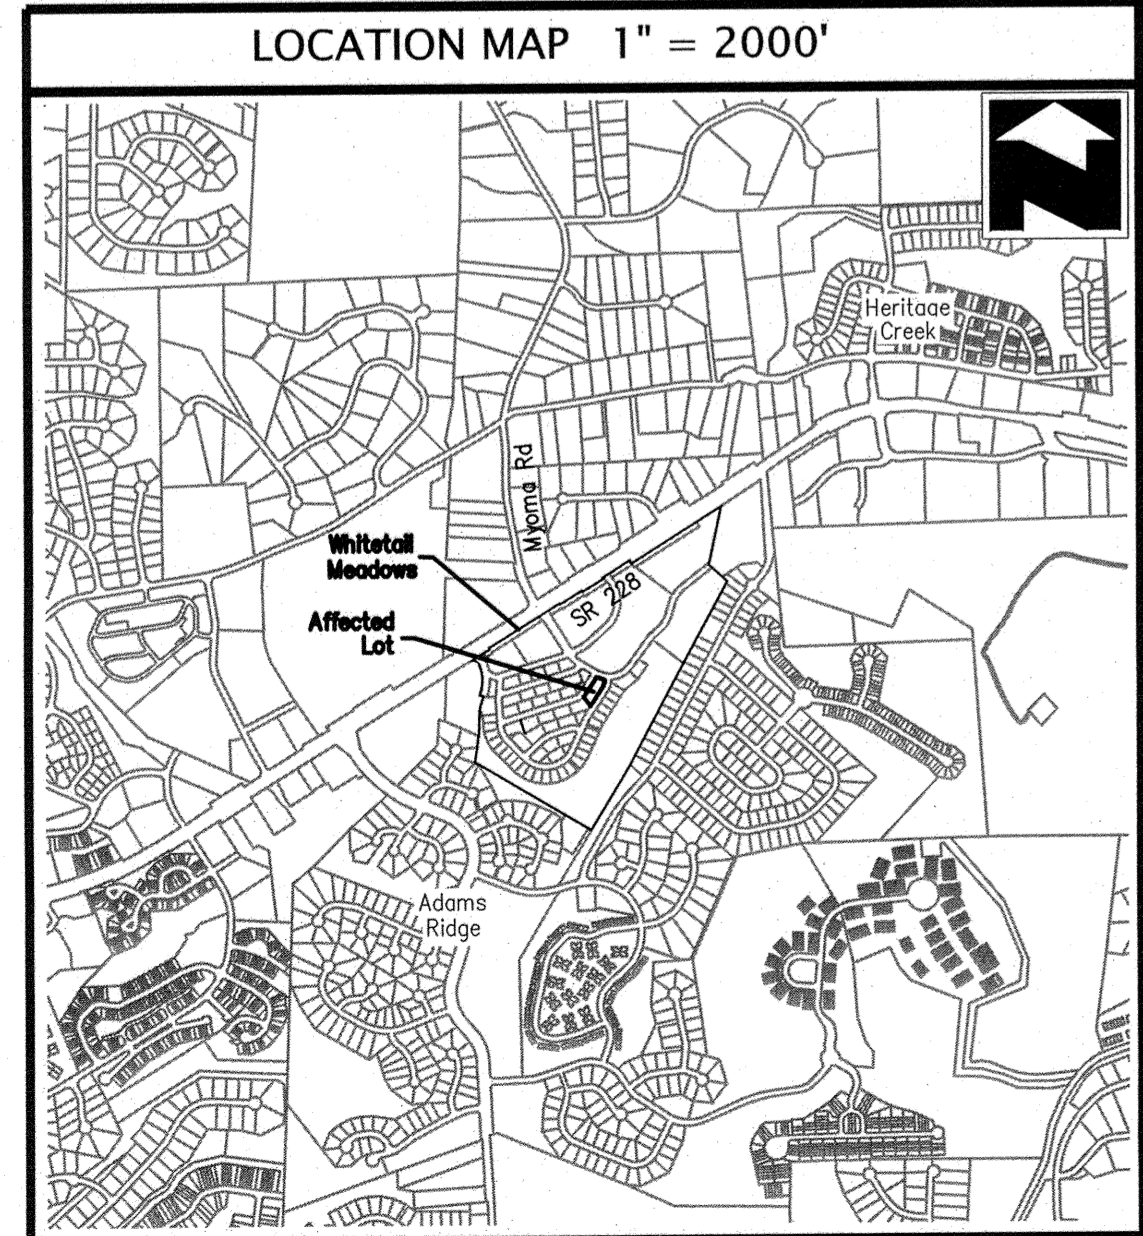 LOCATION MAP 1" = 2000'
Heritage
Creek
Myoma Rd
Whitetail
Meadows
SR 228
Affected
Lot
Adams
Ridge